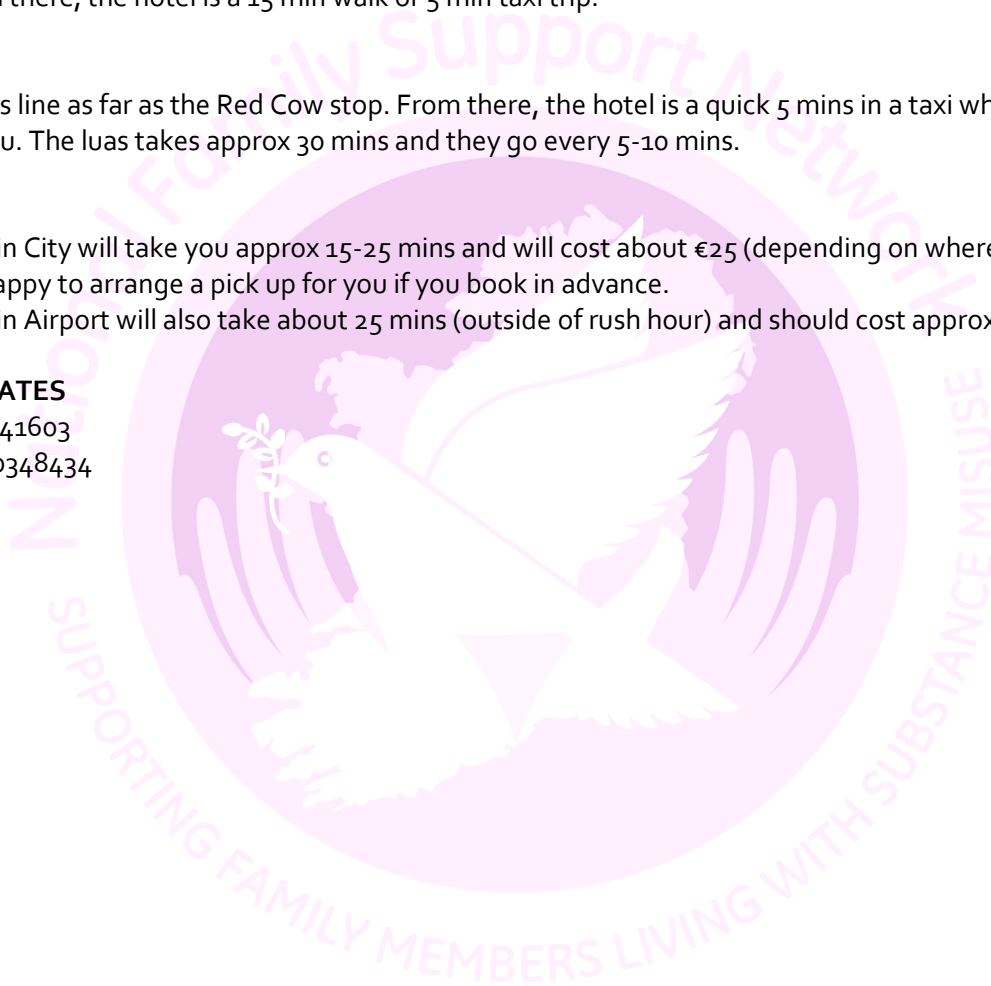 there, the hotel is a 15 min walk or 5 min taxi trip.
s line as far as the Red Cow stop. From there, the hotel is a quick 5 mins in a taxi wh
u. The luas takes approx 30 mins and they go every 5-10 mins.
in City will take you approx 15-25 mins and will cost about €25 (depending on where
appy to arrange a pick up for you if you book in advance.
in Airport will also take about 25 mins (outside of rush hour) and should cost approx
ATES
41603
0348434
National Family Support Network
SUPPORTING FAMILY MEMBERS LIVING WITH SUBSTANCE MISUSE